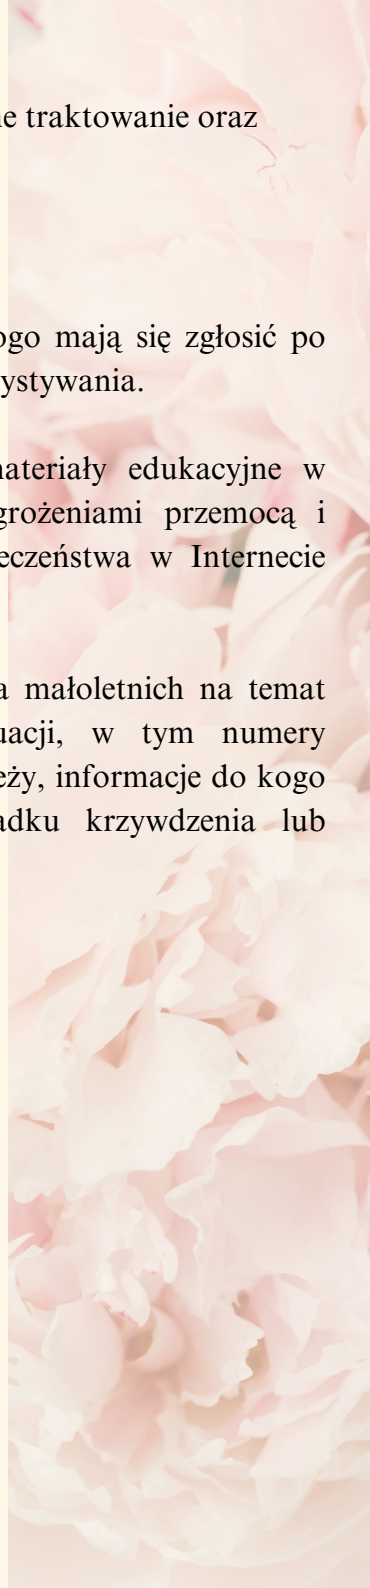 e traktowanie oraz
ogo mają się zgłosić po
ystywania.
ateriały edukacyjne w
grożeniami przemocą i
eczeństwa w Internecie
a małoletnich na temat
uacji, w tym numery
eży, informacje do kogo
adku krzywdzenia lub